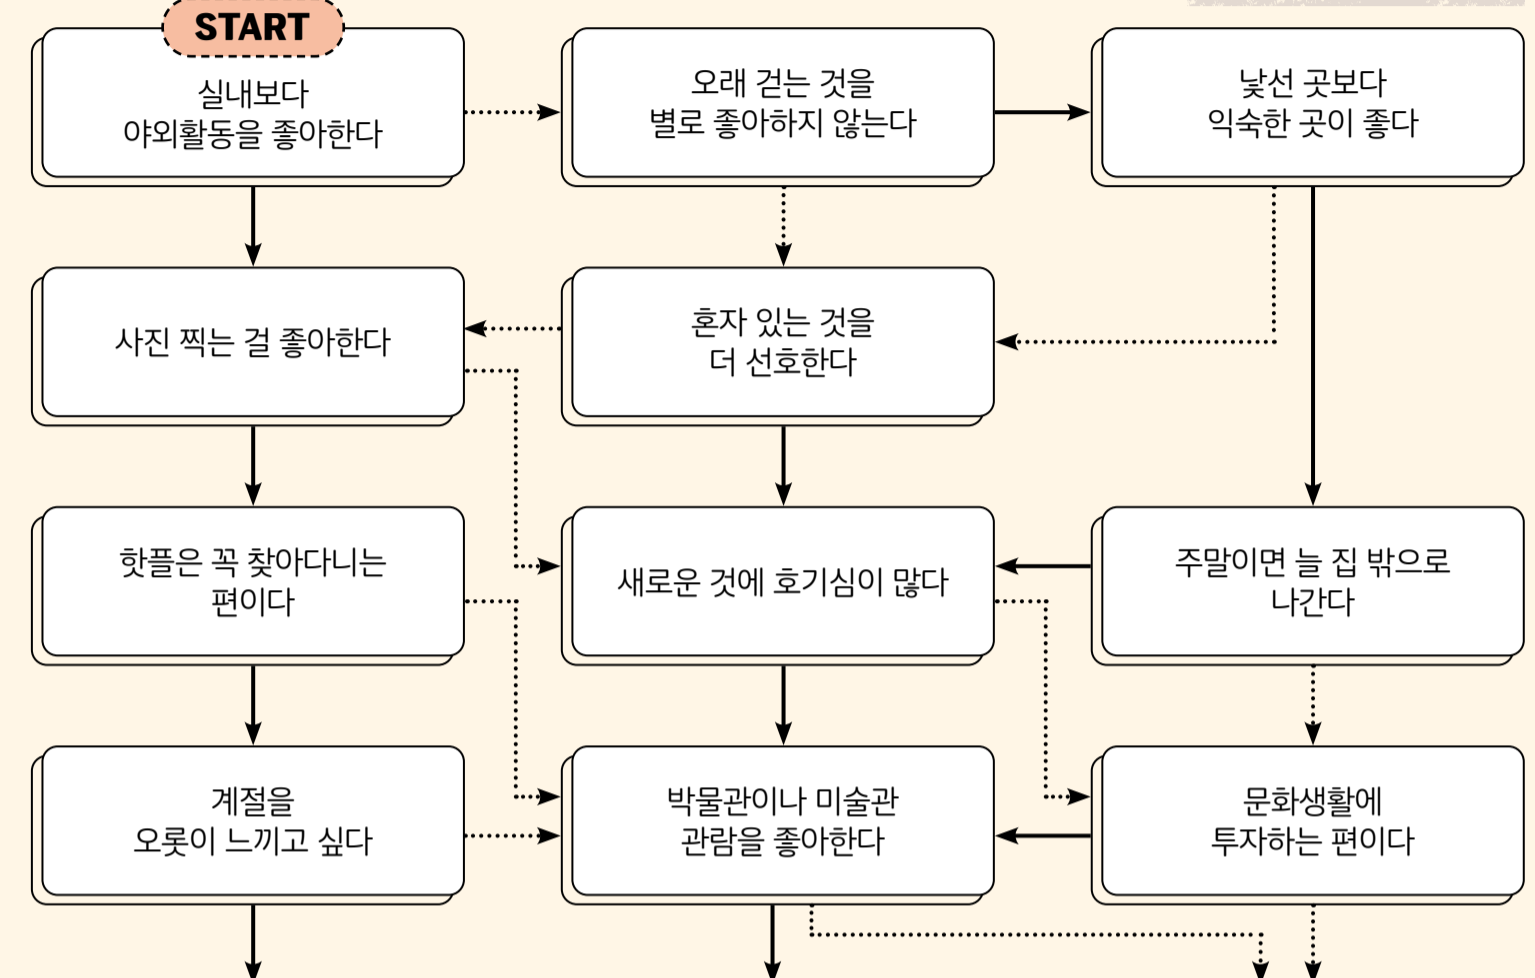 START
실내보다
야외활동을 좋아한다
오래 걷는 것을
별로 좋아하지 않는다
낯선 곳보다
익숙한 곳이 좋다
사진 찍는 걸 좋아한다
혼자 있는 것을
더 선호한다
핫플은 꼭 찾아다니는
편이다
새로운 것에 호기심이 많다
주말이면 늘 집 밖으로
나간다
계절을
오롯이 느끼고 싶다
박물관이나 미술관
관람을 좋아한다
문화생활에
투자하는 편이다